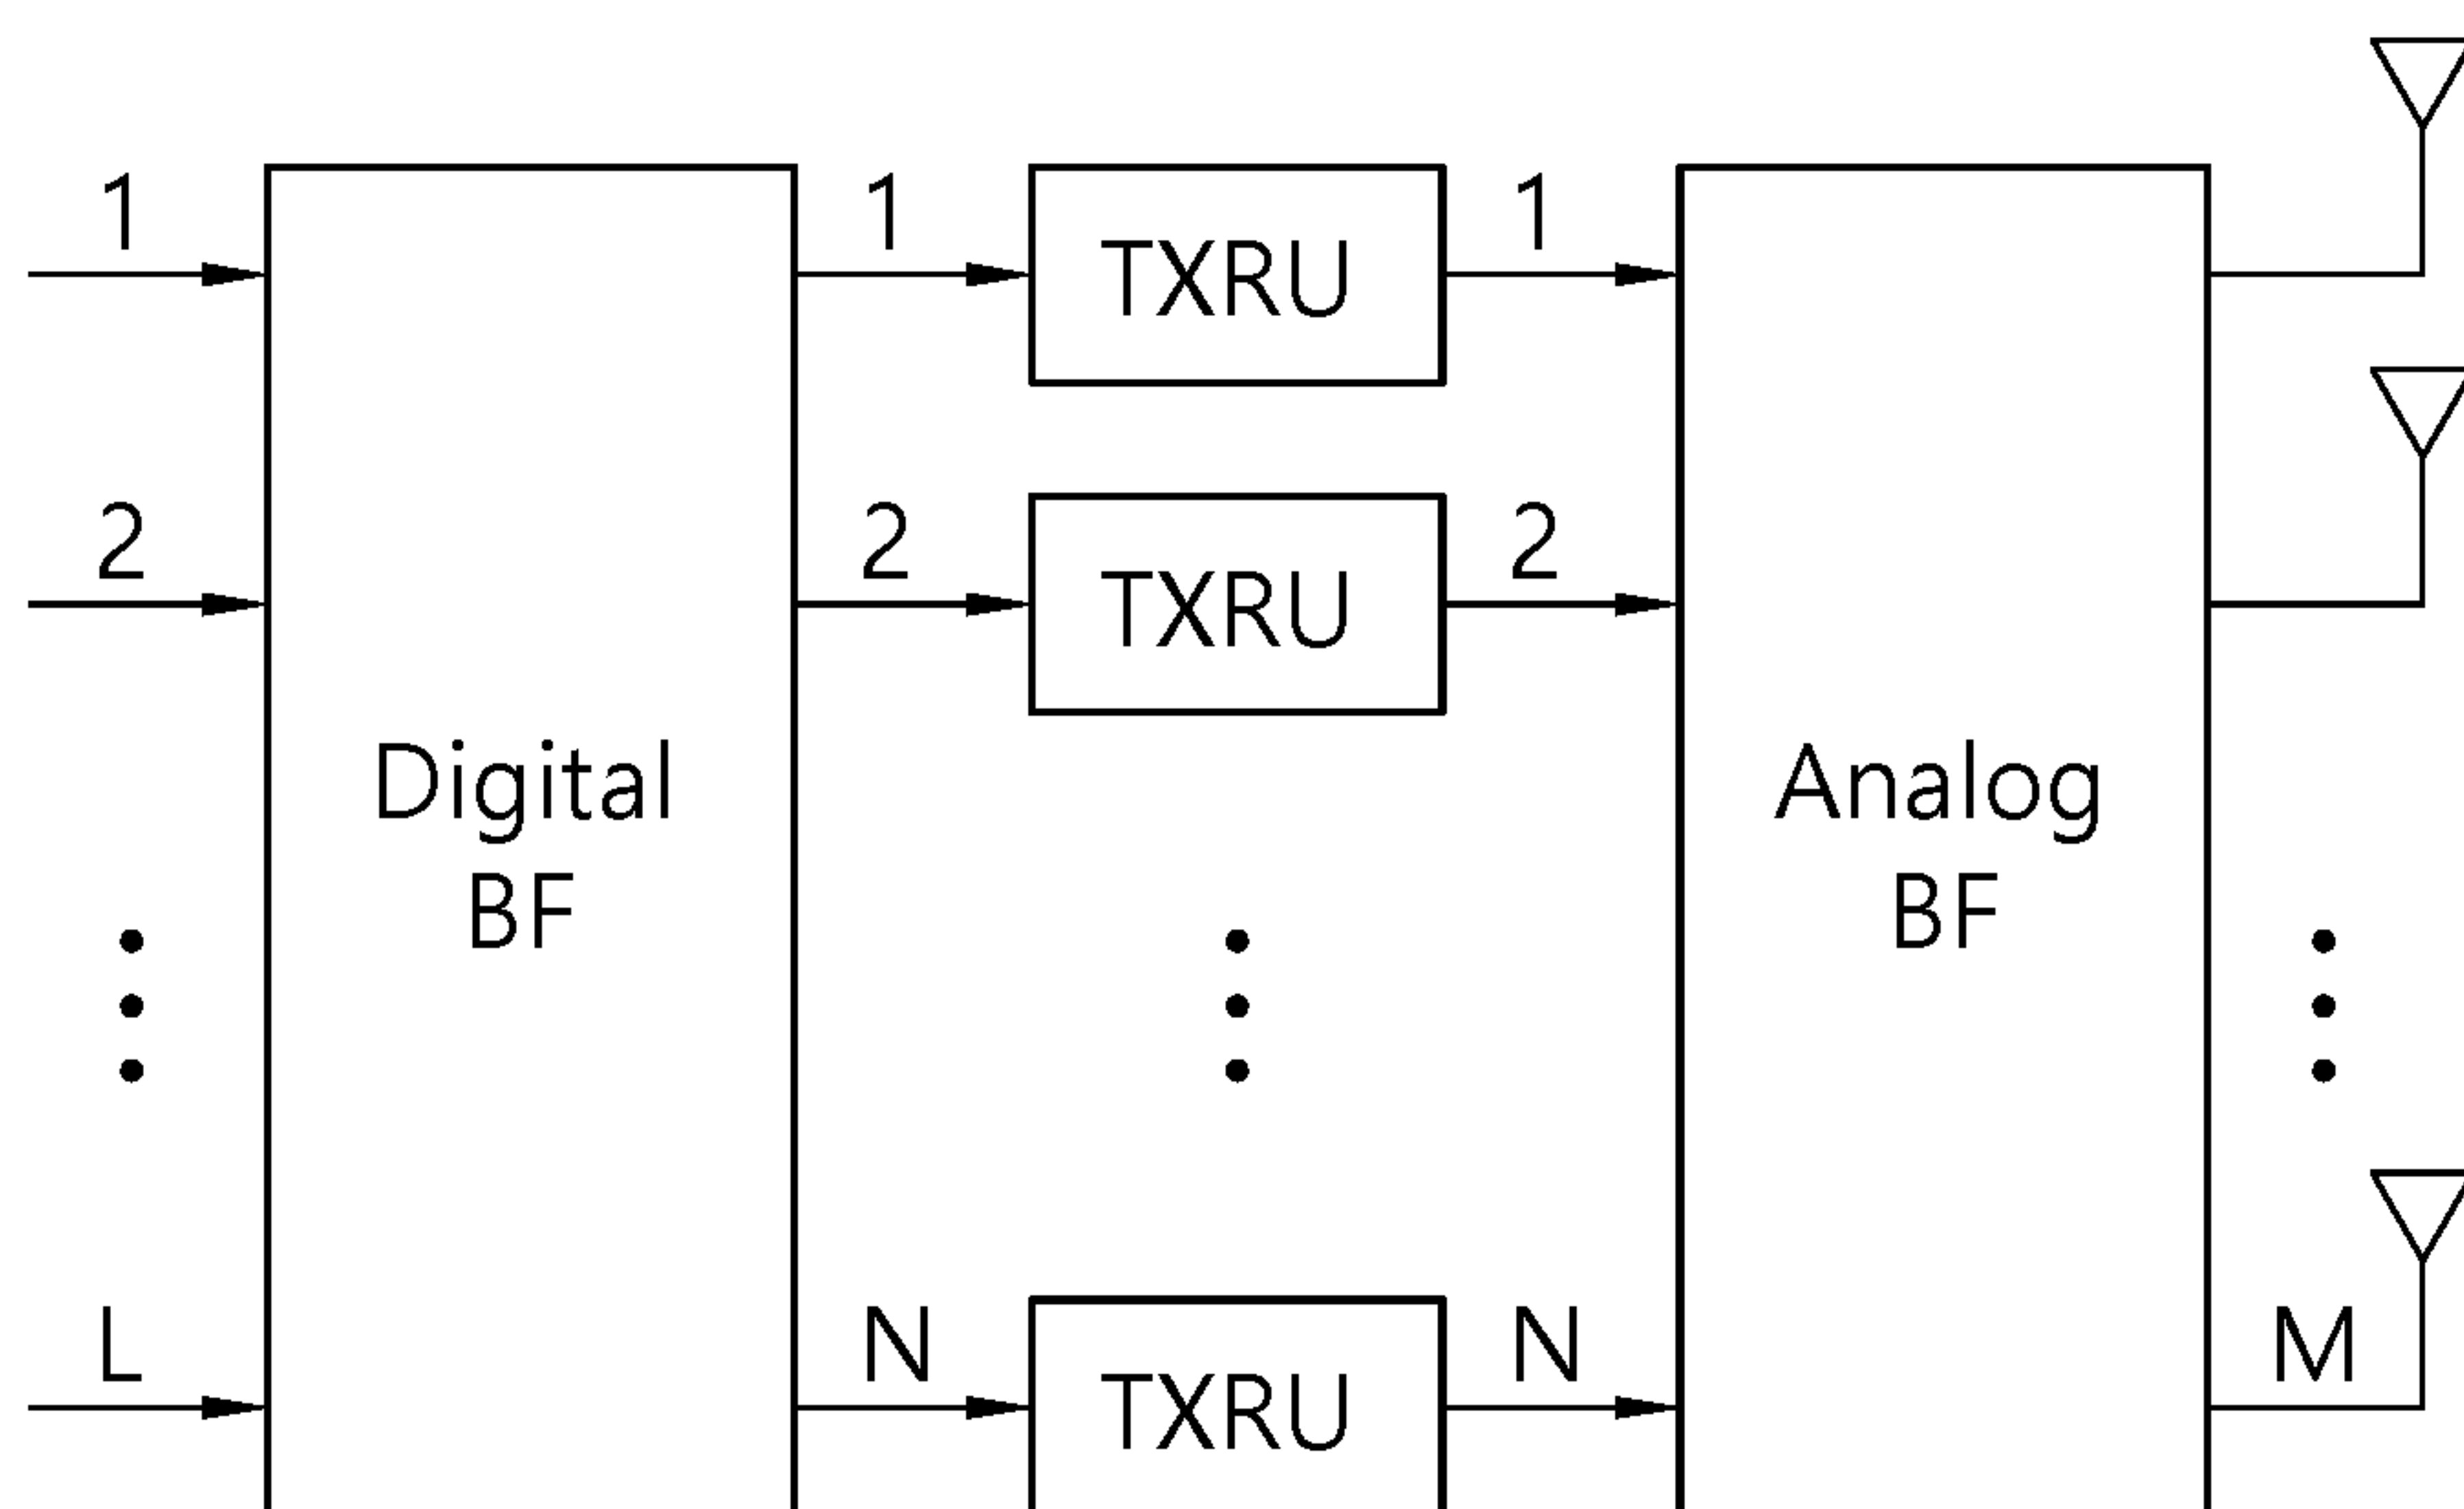 1 1 TXRU 1
2 2 TXRU 2
Digital
BF
Analog
BF
L N TXRU N M